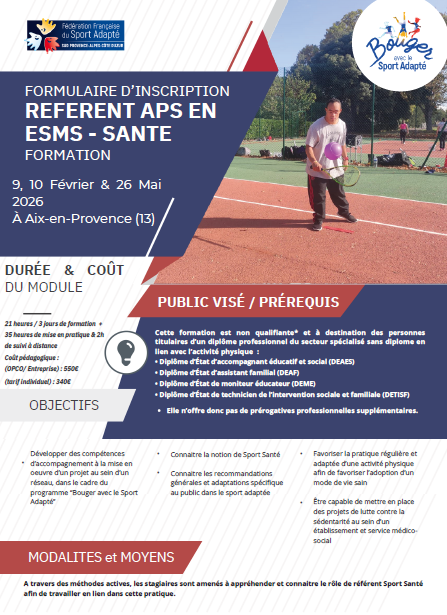 Fédération Française
du Sport Adapté
SUD PROVENCE-ALPES-CÔTE D'AZUR
Bouger
avec le
Sport Adapté
FORMULAIRE D'INSCRIPTION
REFERENT APS EN
ESMS - SANTE
FORMATION
9, 10 Février & 26 Mai
2026
À Aix-en-Provence (13)
DURÉE & COÛT
DU MODULE
21 heures / 3 jours de formation +
35 heures de mise en pratique & 2h
de suivi à distance
Coût pédagogique :
(OPCO/ Entreprise) : 550€
(tarif individuel) : 340€
PUBLIC VISÉ / PRÉREQUIS
Cette formation est non qualifiante* et à destination des personnes
titulaires d'un diplôme professionnel du secteur spécialisé sans diplome en
lien avec l'activité physique :
• Diplôme d'État d'accompagnant éducatif et social (DEAES)
• Diplôme d'État d'assistant familial (DEAF)
• Diplôme d'État de moniteur éducateur (DEME)
• Diplôme d'État de technicien de l'intervention sociale et familiale (DETISF)
• Elle n'offre donc pas de prérogatives professionnelles supplémentaires.
OBJECTIFS
Développer des compétences
• d'accompagnement à la mise en
oeuvre d'un projet au sein d'un
réseau, dans le cadre du
programme "Bouger avec le Sport
Adapté"
• Connaitre la notion de Sport Santé
• Connaitre les recommandations
générales et adaptations spécifique
au public dans le sport adaptée
• Favoriser la pratique régulière et
adaptée d'une activité physique
afin de favoriser l'adoption d'un
mode de vie sain
• Être capable de mettre en place
des projets de lutte contre la
sédentarité au sein d'un
établissement et service médico-
social
MODALITES et MOYENS
A travers des méthodes actives, les stagiaires sont amenés à appréhender et connaitre le rôle de référent Sport Santé
afin de travailler en lien dans cette pratique.